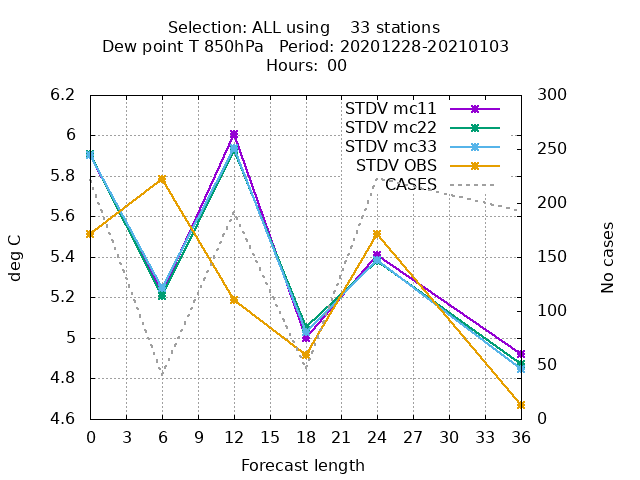 Selection: ALL using    33 stations
Dew point T 850hPa   Period: 20201228-20210103
Hours: 00
6.2
6
5.8
5.6
5.4
5.2
5
4.8
4.6
deg C
STDV mc11
STDV mc22
STDV mc33
STDV OBS
CASES
300
250
200
150
100
50
0
No cases
0 3 6 9 12 15 18 21 24 27 30 33 36
Forecast length